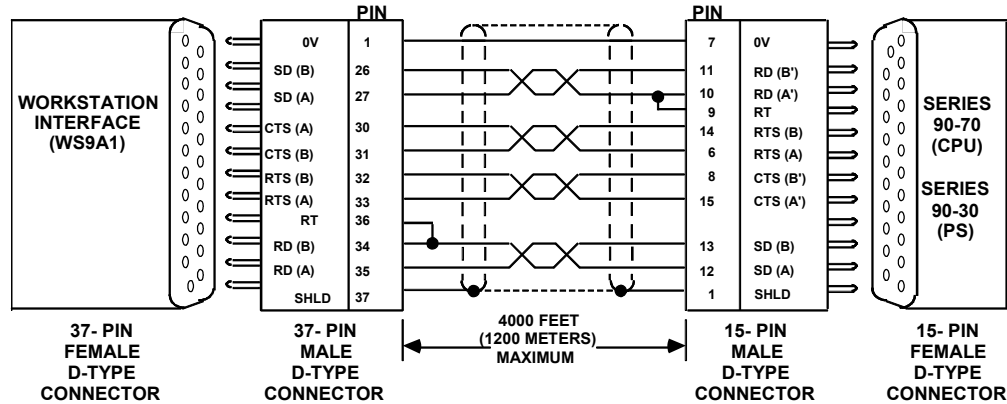 PIN
PIN
WORKSTATION
INTERFACE
(WS9A1)
0V 1
SD (B) 26
SD (A) 27
CTS (A) 30
CTS (B) 31
RTS (B) 32
RTS (A) 33
RT 36
RD (B) 34
RD (A) 35
SHLD 37
7 0V
11 RD (B')
10 RD (A')
9 RT
14 RTS (B)
6 RTS (A)
8 CTS (B')
15 CTS (A')
13 SD (B)
12 SD (A)
1 SHLD
SERIES
90-70
(CPU)
SERIES
90-30
(PS)
37- PIN
FEMALE
D-TYPE
CONNECTOR
37- PIN
MALE
D-TYPE
CONNECTOR
4000 FEET
(1200 METERS)
MAXIMUM
15- PIN
MALE
D-TYPE
CONNECTOR
15- PIN
FEMALE
D-TYPE
CONNECTOR